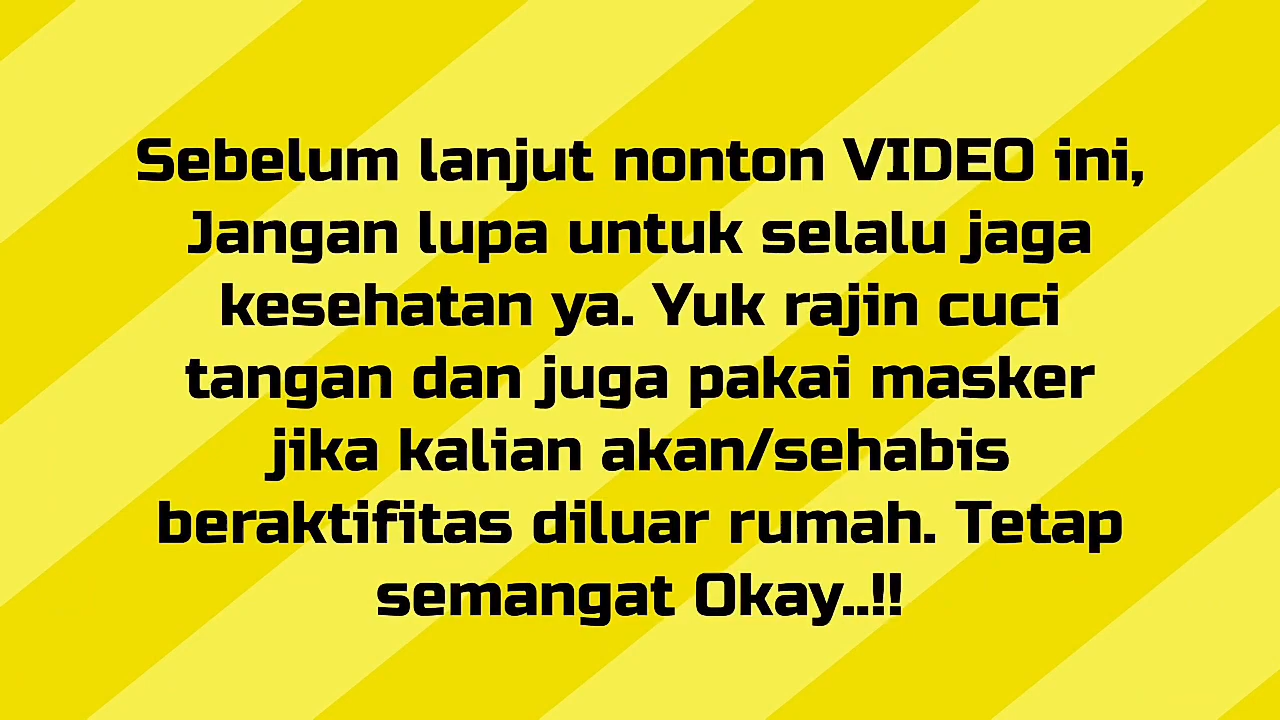 Sebelum lanjut nonton VIDEO ini,
Jangan lupa untuk selalu jaga
kesehatan ya. Yuk rajin cuci
tangan dan juga pakai masker
jika kalian akan/sehabis
beraktifitas diluar rumah. Tetap
semangat Okay..!!